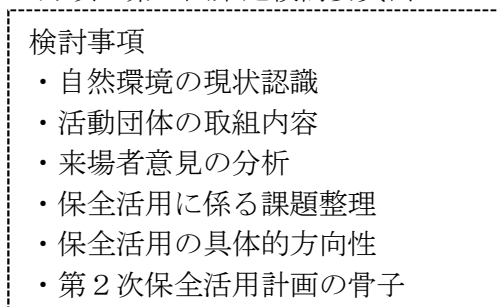 検討事項
・自然環境の現状認識
・活動団体の取組内容
・来場者意見の分析
・保全活用に係る課題整理
・保全活用の具体的方向性
・第２次保全活用計画の骨子